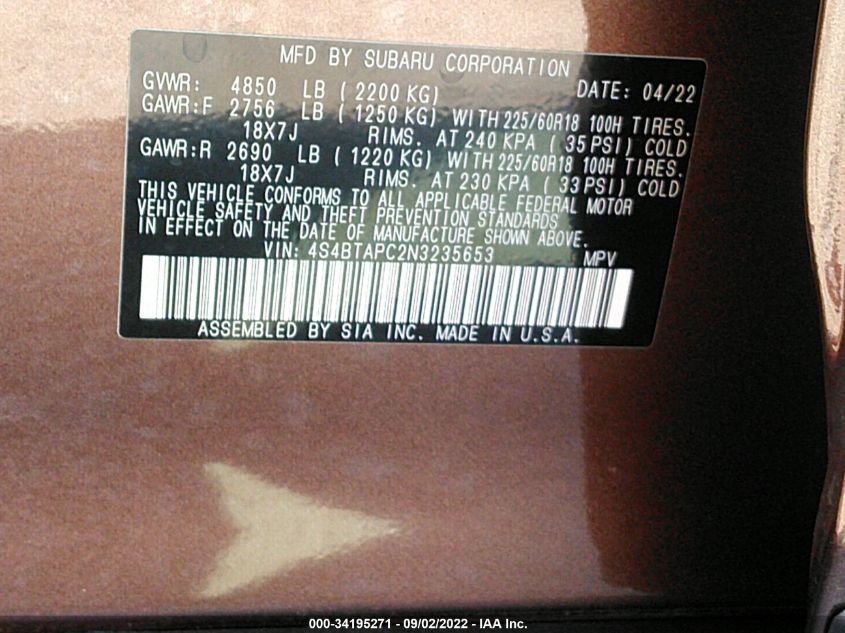 MFD BY SUBARU CORPORATION
GVWR: 4850 LB ( 2200 KG) DATE: 04/22
GAWR:F 2756 LB ( 1250 KG) WITH 225/60R18 100H TIRES.
18X7J RIMS. AT 240 KPA ( 35 PSI) COLD
GAWR:R 2690 LB ( 1220 KG) WITH 225/60R18 100H TIRES.
18X7J RIMS. AT 230 KPA ( 33 PSI) COLD
THIS VEHICLE CONFORMS TO ALL APPLICABLE FEDERAL MOTOR
VEHICLE SAFETY AND THEFT PREVENTION STANDARDS
IN EFFECT ON THE DATE OF MANUFACTURE SHOWN ABOVE.
VIN: 4S4BTAPC2N3235653 MPV
ASSEMBLED BY SIA INC. MADE IN U.S.A.
000-34195271 - 09/02/2022 - IAA Inc.